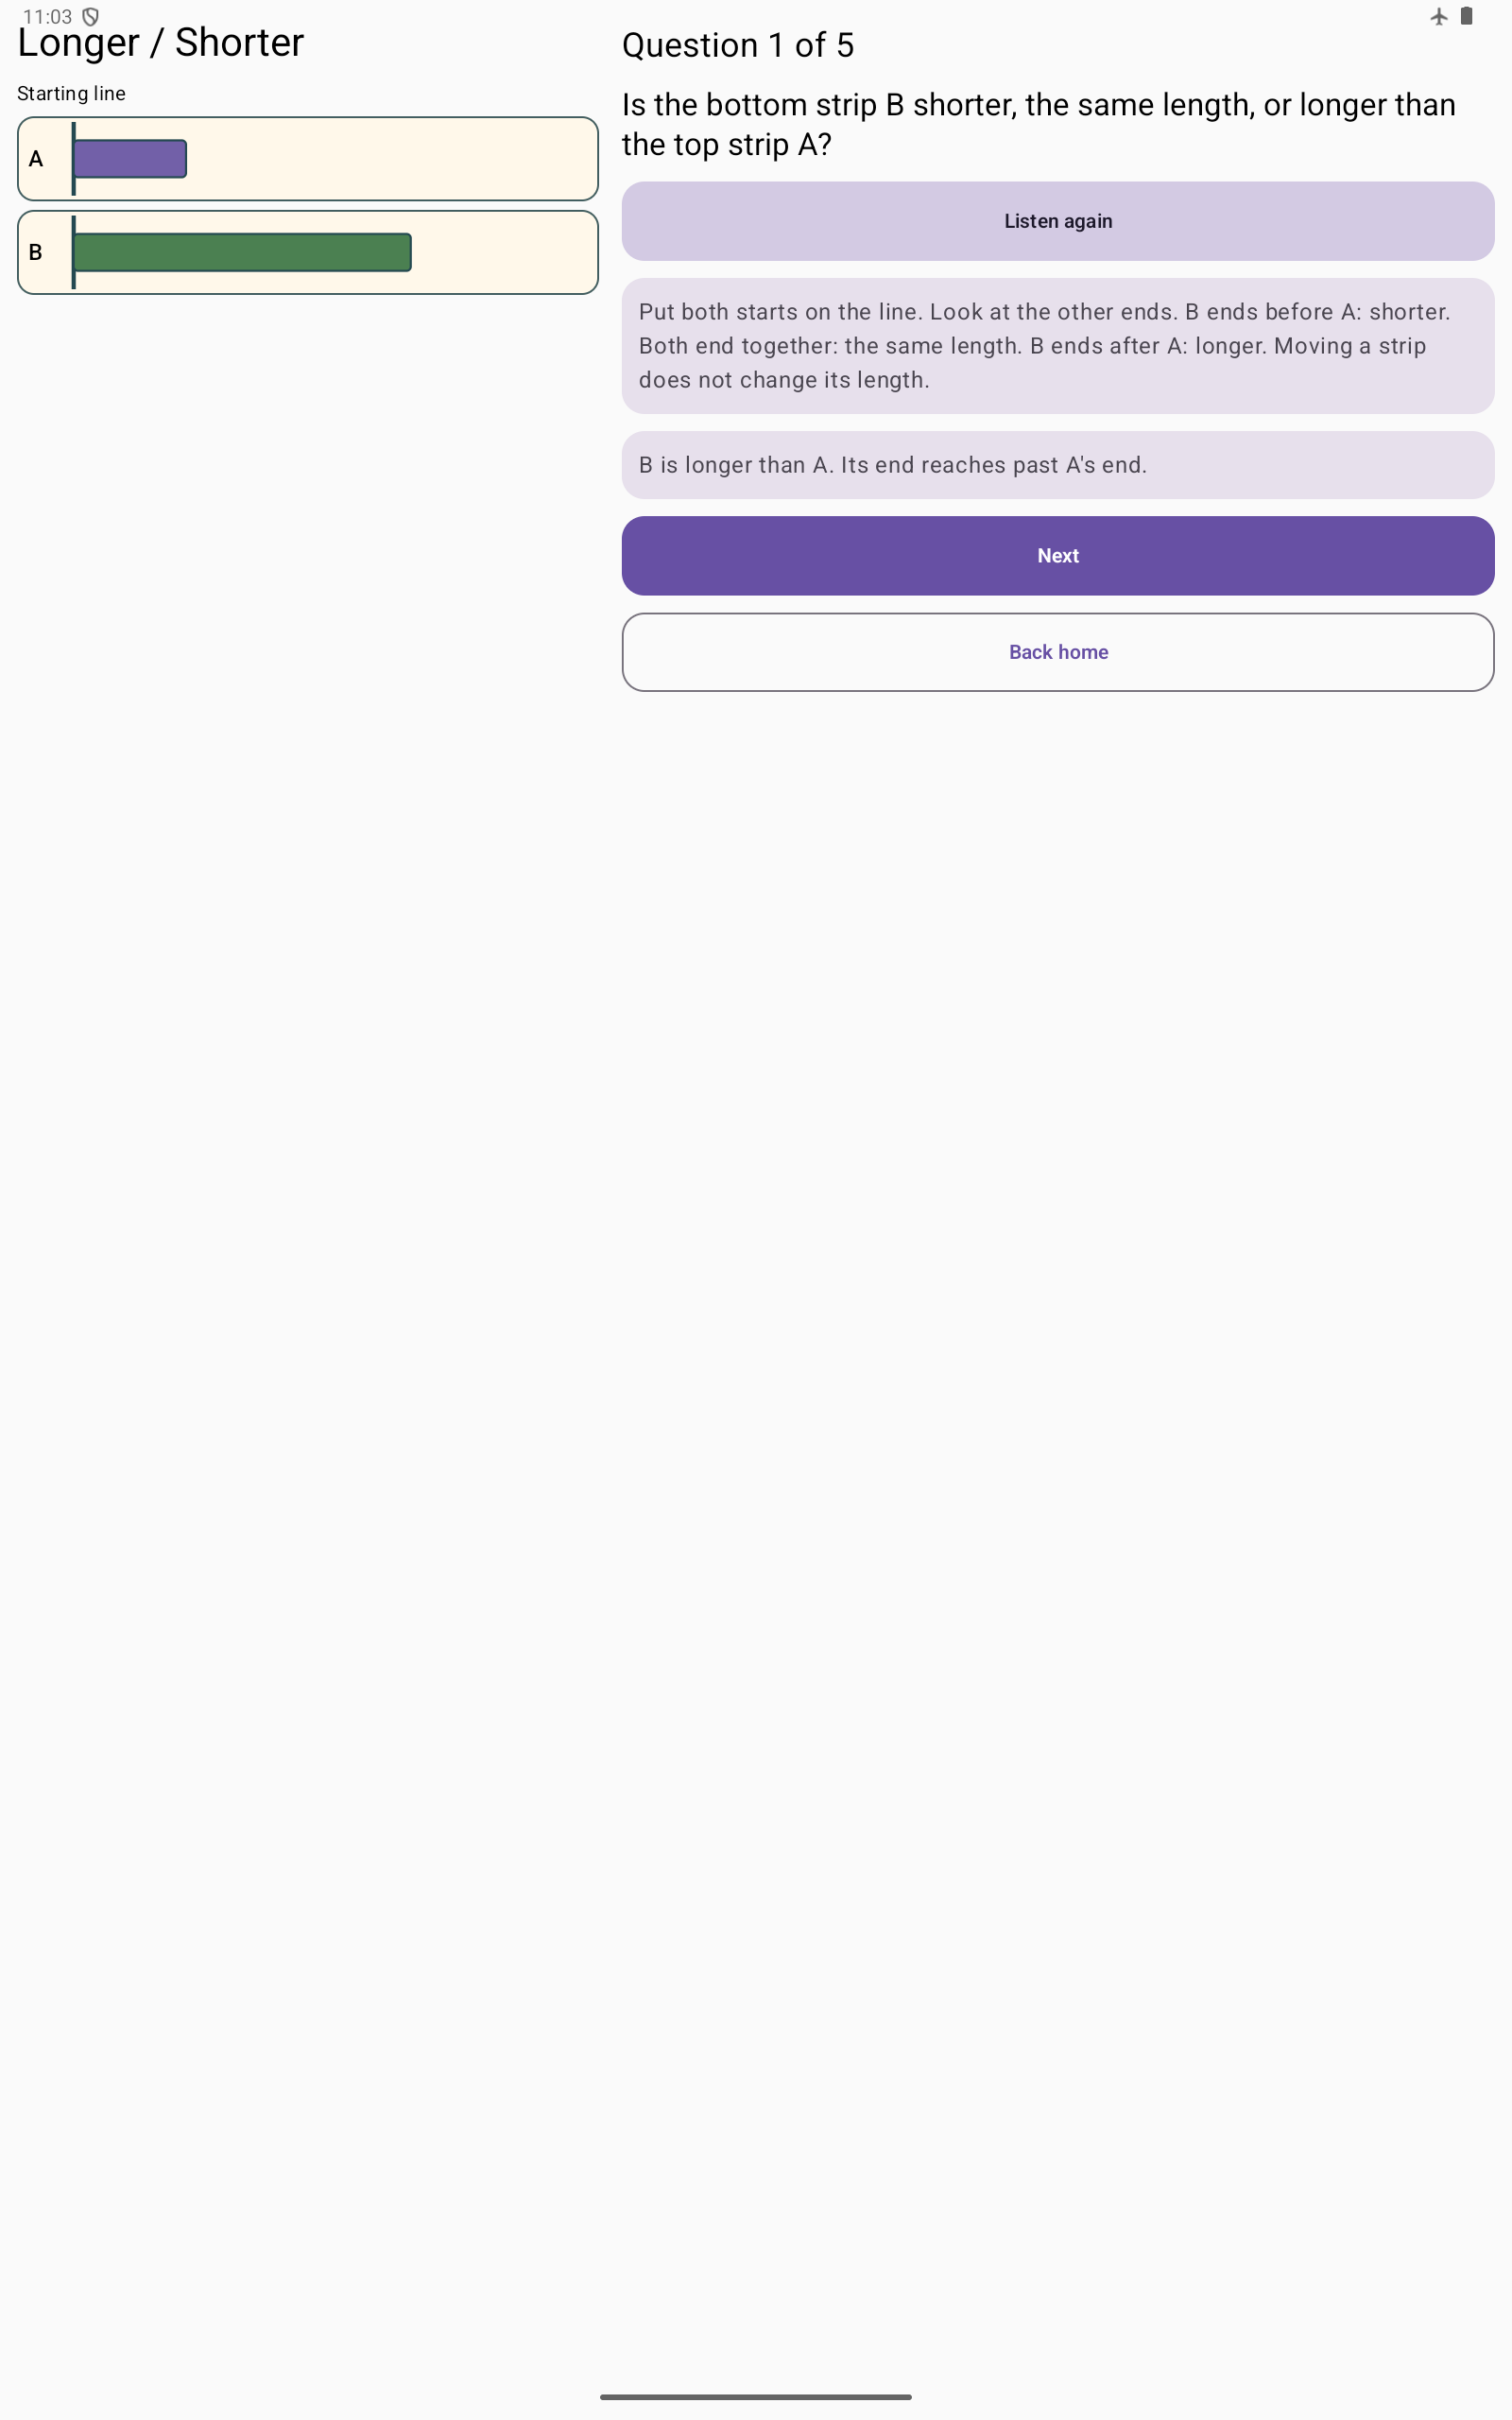 11:03
Longer / Shorter
Starting line
A
B
Question 1 of 5
Is the bottom strip B shorter, the same length, or longer than
the top strip A?
Listen again
Put both starts on the line. Look at the other ends. B ends before A: shorter.
Both end together: the same length. B ends after A: longer. Moving a strip
does not change its length.
B is longer than A. Its end reaches past A's end.
Next
Back home